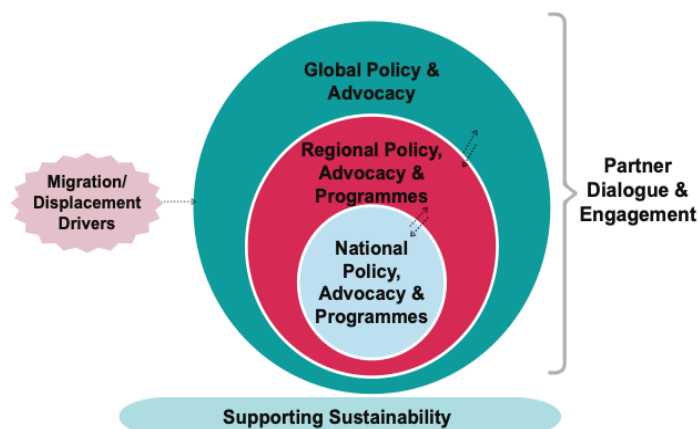 Global Policy &
Advocacy
Regional Policy,
Advocacy &
Programmes
National
Policy,
Advocacy &
Programmes
Migration/
Displacement
Drivers
Partner
Dialogue &
Engagement
Supporting Sustainability